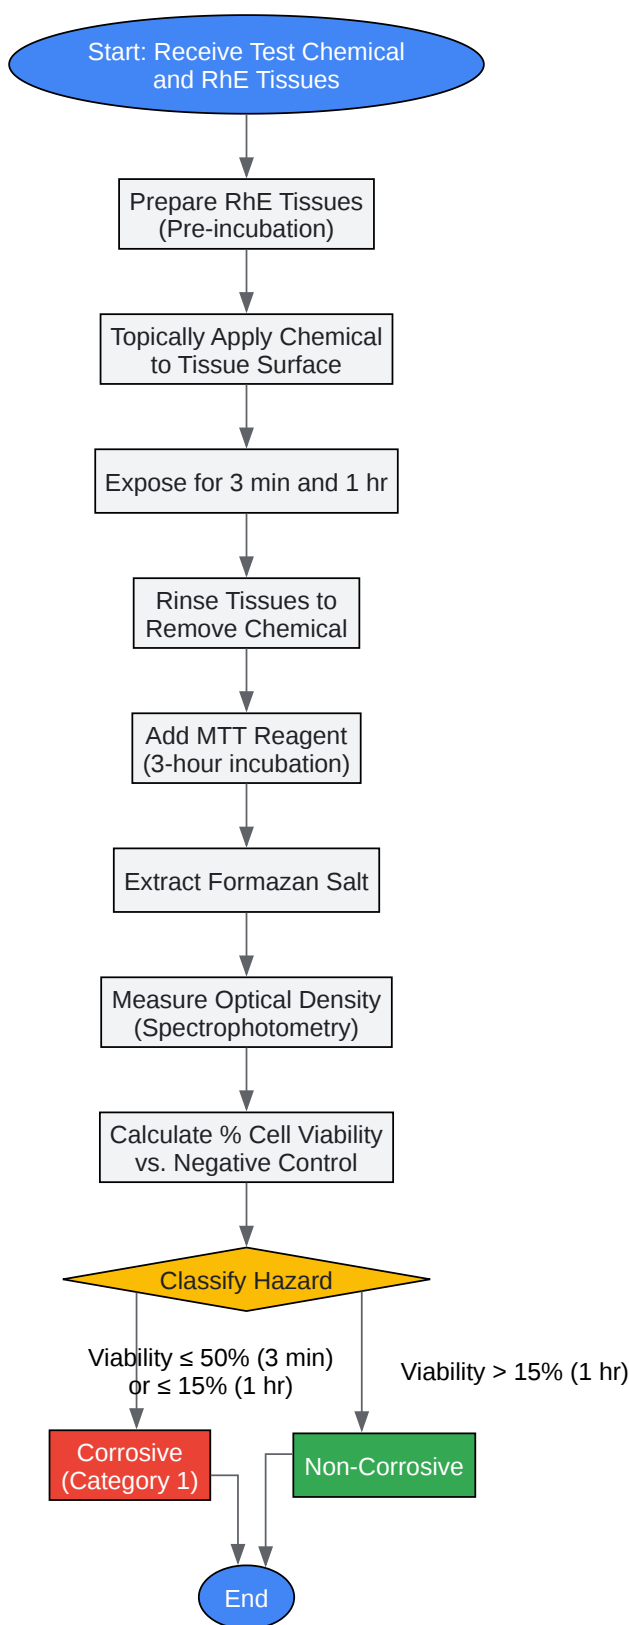 Start: Receive Test Chemical
and RhE Tissues
Prepare RhE Tissues
(Pre-incubation)
Topically Apply Chemical
to Tissue Surface
Expose for 3 min and 1 hr
Rinse Tissues to
Remove Chemical
Add MTT Reagent
(3-hour incubation)
Extract Formazan Salt
Measure Optical Density
(Spectrophotometry)
Calculate % Cell Viability
vs. Negative Control
Classify Hazard
Viability ≤ 50% (3 min)
or ≤ 15% (1 hr)
Viability > 15% (1 hr)
Corrosive
(Category 1)
Non-Corrosive
End